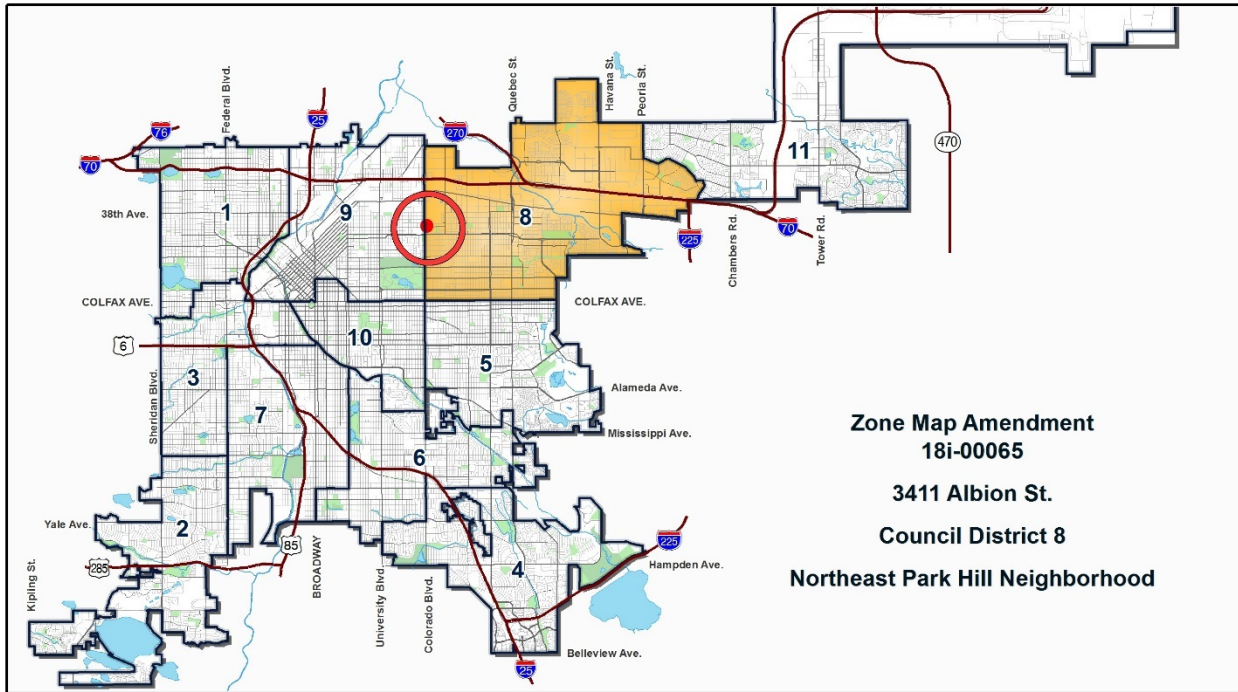 Federal Blvd.
Quebec St.
Havana St.
Peoria St.
76
25
270
70
470
11
38th Ave.
1
9
8
225
Chambers Rd.
70
Tower Rd.
COLFAX AVE.
COLFAX AVE.
10
6
5
3
Sheridan Blvd.
7
Alameda Ave.
Mississippi Ave.
6
Zone Map Amendment
18i-00065
3411 Albion St.
Council District 8
Northeast Park Hill Neighborhood
Yale Ave.
2
85
285
BROADWAY
University Blvd.
Colorado Blvd.
4
225
Hampden Ave.
Kipling St.
25
Belleview Ave.